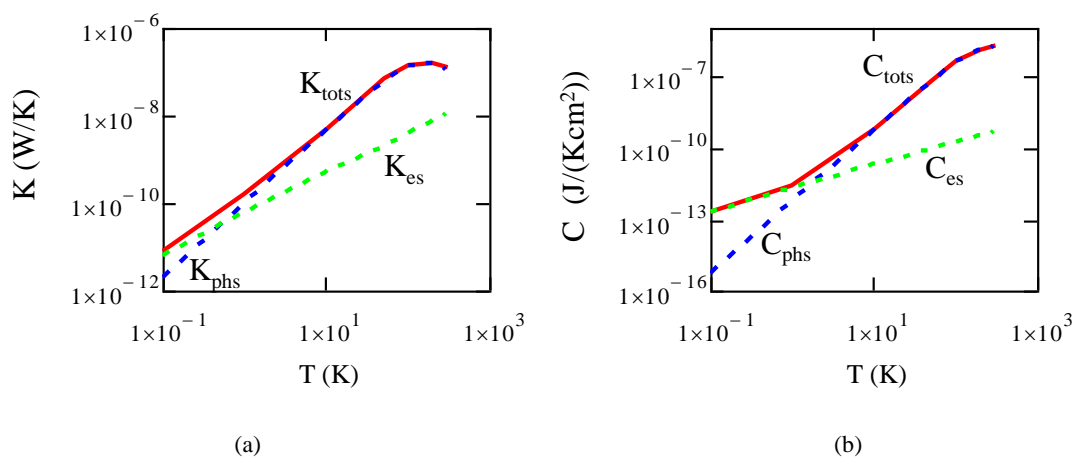 K (W/K)
1×10⁻⁶
1×10⁻⁸
1×10⁻¹⁰
1×10⁻¹²
K_tots
K_es
K_phs
1×10⁻¹
1×10¹
1×10³
T (K)
(a)
C (J/(Kcm²))
1×10⁻⁷
1×10⁻¹⁰
1×10⁻¹³
1×10⁻¹⁶
C_tots
C_es
C_phs
1×10⁻¹
1×10¹
1×10³
T (K)
(b)